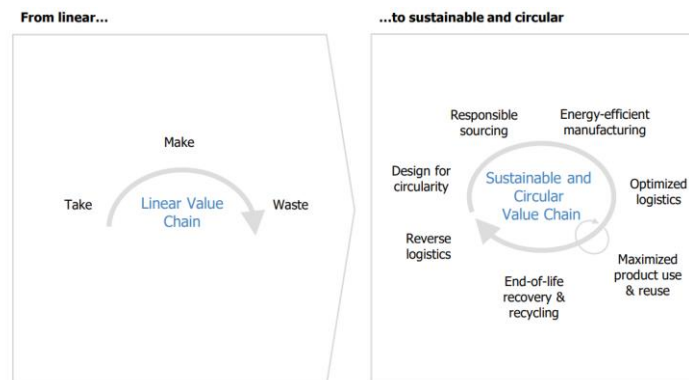 From linear...
...to sustainable and circular
Make
Take
Linear Value
Chain
Waste
Responsible
sourcing
Energy-efficient
manufacturing
Design for
circularity
Sustainable and
Circular
Value Chain
Optimized
logistics
Reverse
logistics
Maximized
product use
& reuse
End-of-life
recovery &
recycling